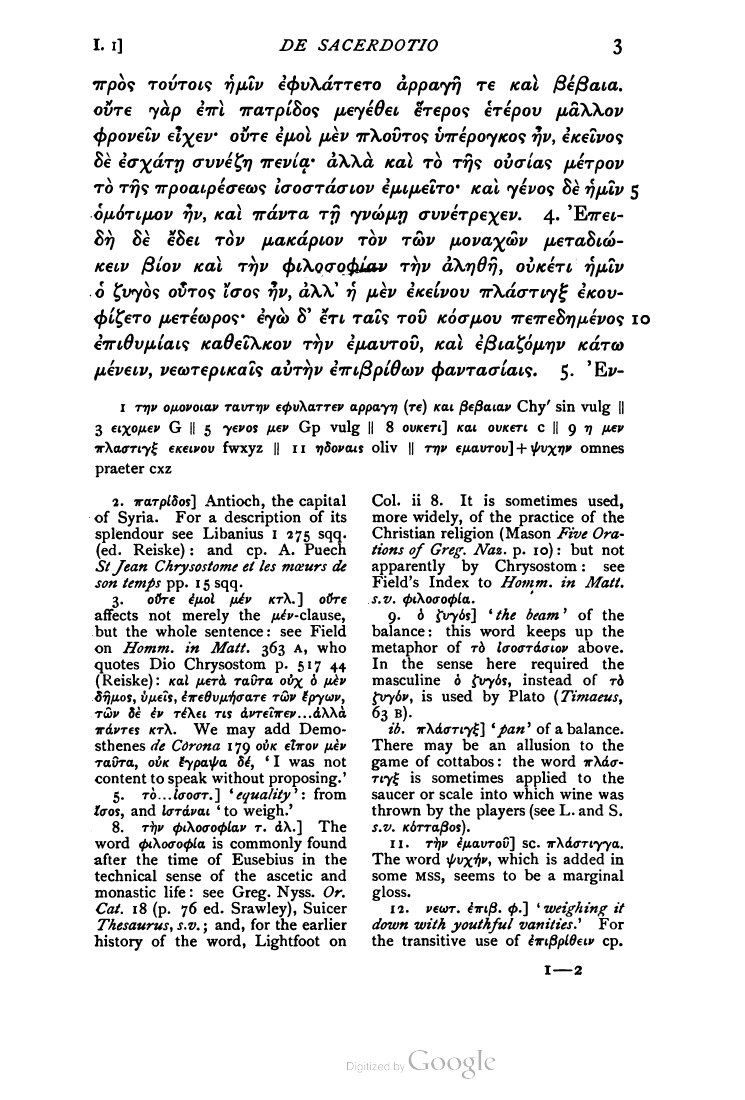 I. 1] DE SACERDOTIO 3
πρὸς τούτοις ἡμῖν ἐφυλάττετο ἀρραγῆ τε καὶ βέβαια.
οὔτε γὰρ ἐπὶ πατρίδος μεγέθει ἕτερος ἑτέρου μᾶλλον
φρονεῖν εἶχεν· οὔτε ἐμοὶ μὲν πλοῦτος ὑπέρογκος ἦν, ἐκεῖνος
δὲ ἐσχάτῃ συνέζη πενίᾳ· ἀλλὰ καὶ τὸ τῆς οὐσίας μέτρον
τὸ τῆς προαιρέσεως ἰσοστάσιον ἐμιμεῖτο· καὶ γένος δὲ ἡμῖν 5
ὁμότιμον ἦν, καὶ πάντα τῇ γνώμῃ συνέτρεχεν. 4. Ἐπει-
δὴ δὲ ἔδει τὸν μακάριον τὸν τῶν μοναχῶν μεταδιώ-
κειν βίον καὶ τὴν φιλοσοφίαν τὴν ἀληθῆ, οὐκέτι ἡμῖν
ὁ ζυγὸς οὗτος ἴσος ἦν, ἀλλ' ἡ μὲν ἐκείνου πλάστιγξ ἐκου-
φίζετο μετέωρος· ἐγὼ δ' ἔτι ταῖς τοῦ κόσμου πεπεδημένος 10
ἐπιθυμίαις καθεῖλκον τὴν ἐμαυτοῦ, καὶ ἐβιαζόμην κάτω
μένειν, νεωτερικαῖς αὐτὴν ἐπιβρίθων φαντασίαις. 5. Ἐν-
1 την ομονοιαν ταυτην εφυλαττεν αρραγη (τε) και βεβαιαν Chy' sin vulg ||
3 ειχομεν G || 5 γενος μεν Gp vulg || 8 ουκετι] και ουκετι c || 9 η μεν
πλαστιγξ εκεινου fwxyz || 11 ηδοναις oliv || την εμαυτου]+ψυχην omnes
praeter cxz
2. πατρίδος] Antioch, the capital
of Syria. For a description of its
splendour see Libanius I 275 sqq.
(ed. Reiske): and cp. A. Puech
St Jean Chrysostome et les mœurs de
son temps pp. 15 sqq.
3. οὔτε ἐμοὶ μέν κτλ.] οὔτε
affects not merely the μέν-clause,
but the whole sentence: see Field
on Homm. in Matt. 363 A, who
quotes Dio Chrysostom p. 517 44
(Reiske): καὶ μετὰ ταῦτα οὐχ ὁ μὲν
δῆμος, ὑμεῖς, ἐπεθυμήσατε τῶν ἔργων,
τῶν δὲ ἐν τέλει τις ἀντεῖπεν...ἀλλὰ
πάντες κτλ. We may add Demo-
sthenes de Corona 179 οὐκ εἶπον μὲν
ταῦτα, οὐκ ἔγραψα δέ, 'I was not
content to speak without proposing.'
5. τὸ...ἰσοστ.] 'equality': from
ἴσος, and ἱστάναι 'to weigh.'
8. τὴν φιλοσοφίαν τ. ἀλ.] The
word φιλοσοφία is commonly found
after the time of Eusebius in the
technical sense of the ascetic and
monastic life: see Greg. Nyss. Or.
Cat. 18 (p. 76 ed. Srawley), Suicer
Thesaurus, s.v.; and, for the earlier
history of the word, Lightfoot on
Col. ii 8. It is sometimes used,
more widely, of the practice of the
Christian religion (Mason Five Ora-
tions of Greg. Naz. p. 10): but not
apparently by Chrysostom: see
Field's Index to Homm. in Matt.
s.v. φιλοσοφία.
9. ὁ ζυγός] 'the beam' of the
balance: this word keeps up the
metaphor of τὸ ἰσοστάσιον above.
In the sense here required the
masculine ὁ ζυγός, instead of τὸ
ζυγόν, is used by Plato (Timaeus,
63 B).
ib. πλάστιγξ] 'pan' of a balance.
There may be an allusion to the
game of cottabos: the word πλάσ-
τιγξ is sometimes applied to the
saucer or scale into which wine was
thrown by the players (see L. and S.
s.v. κότταβος).
11. τὴν ἐμαυτοῦ] sc. πλάστιγγα.
The word ψυχήν, which is added in
some MSS, seems to be a marginal
gloss.
12. νεωτ. ἐπιβ. φ.] 'weighing it
down with youthful vanities.' For
the transitive use of ἐπιβρίθειν cp.
1—2
Digitized by Google